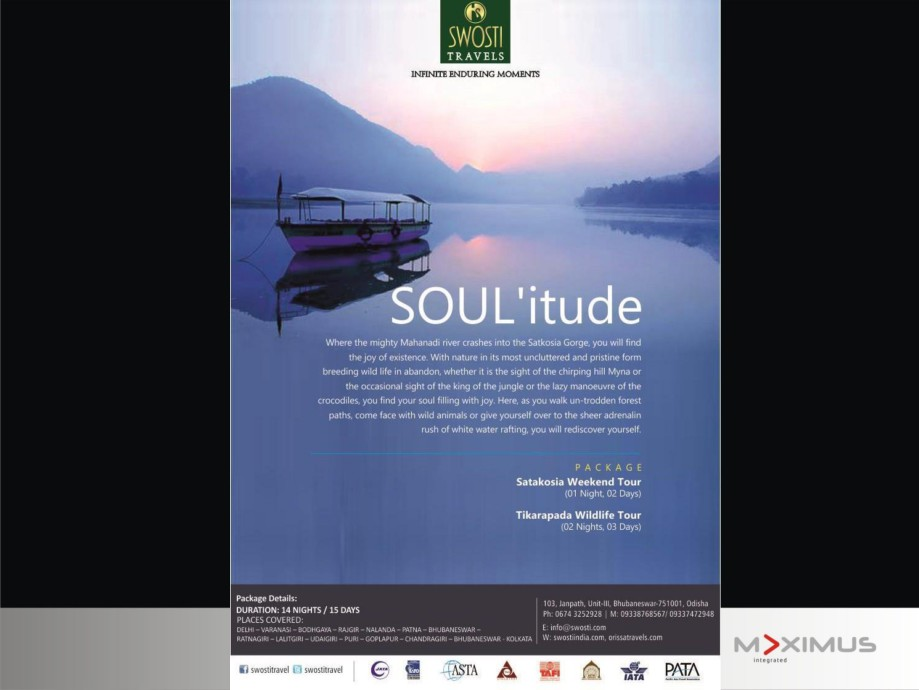 SWOSTI
TRAVELS
INFINITE ENDURING MOMENTS
SOUL'itude
Where the mighty Mahanadi river crashes into the Satkosia Gorge, you will find
the joy of existence. With nature in its most uncluttered and pristine form
breeding wild life in abandon, whether it is the sight of the chirping hill Myna or
the occasional sight of the king of the jungle or the lazy manoeuvre of the
crocodiles, you find your soul filling with joy. Here, as you walk un-trodden forest
paths, come face with wild animals or give yourself over to the sheer adrenalin
rush of white water rafting, you will rediscover yourself.
PACKAGE
Satakosia Weekend Tour
(01 Night, 02 Days)
Tikarapada Wildlife Tour
(02 Nights, 03 Days)
Package Details:
DURATION: 14 NIGHTS / 15 DAYS
PLACES COVERED:
DELHI – VARANASI – BODHGAYA – RAJGIR – NALANDA – PATNA – BHUBANESWAR –
RATNAGIRI – LALITGIRI – UDAIGIRI – PURI – GOPLAPUR – CHANDRAGIRI – BHUBANESWAR - KOLKATA
103, Janpath, Unit-III, Bhubaneswar-751001, Odisha
Ph: 0674 3252928 | M: 09338768567/ 09337472948
E: info@swosti.com
W: swostiindia.com, orissatravels.com
swostitravel swostitravel
ASTA
TAFI
IATA
PATA
MAXIMUS
integrated